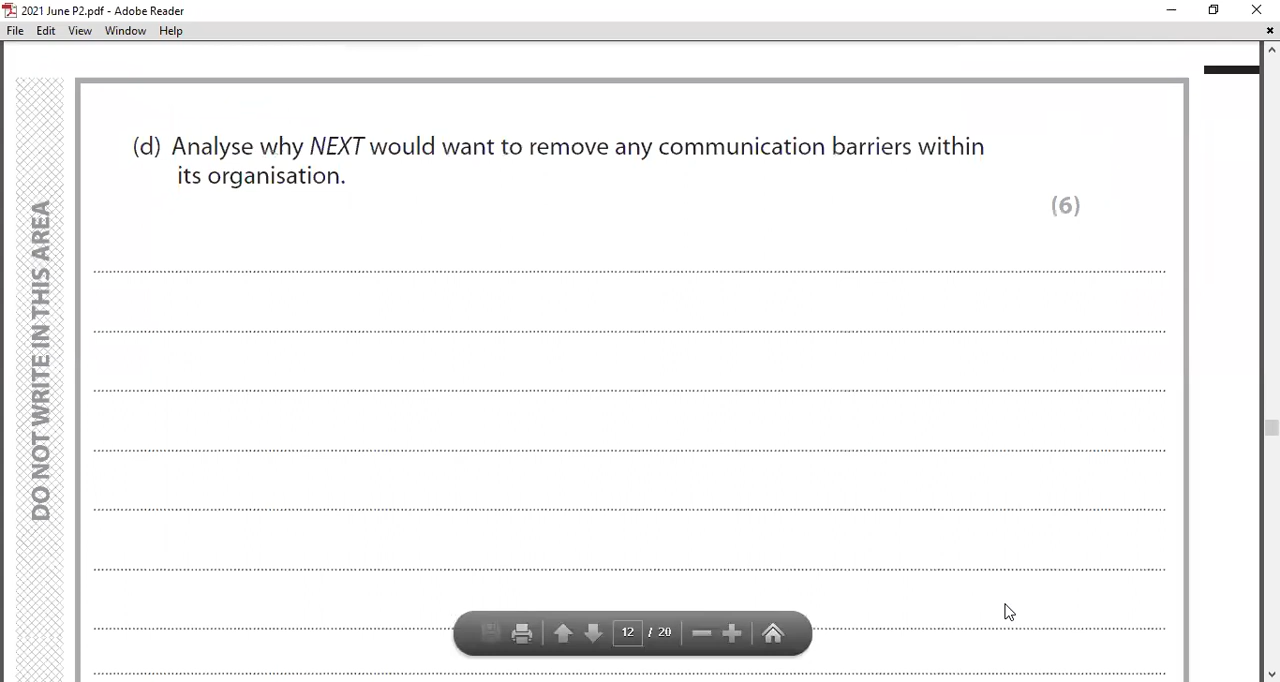 2021 June P2.pdf - Adobe Reader
File Edit View Window Help
(d) Analyse why NEXT would want to remove any communication barriers within
its organisation.
(6)
DO NOT WRITE IN THIS AREA
12 / 20